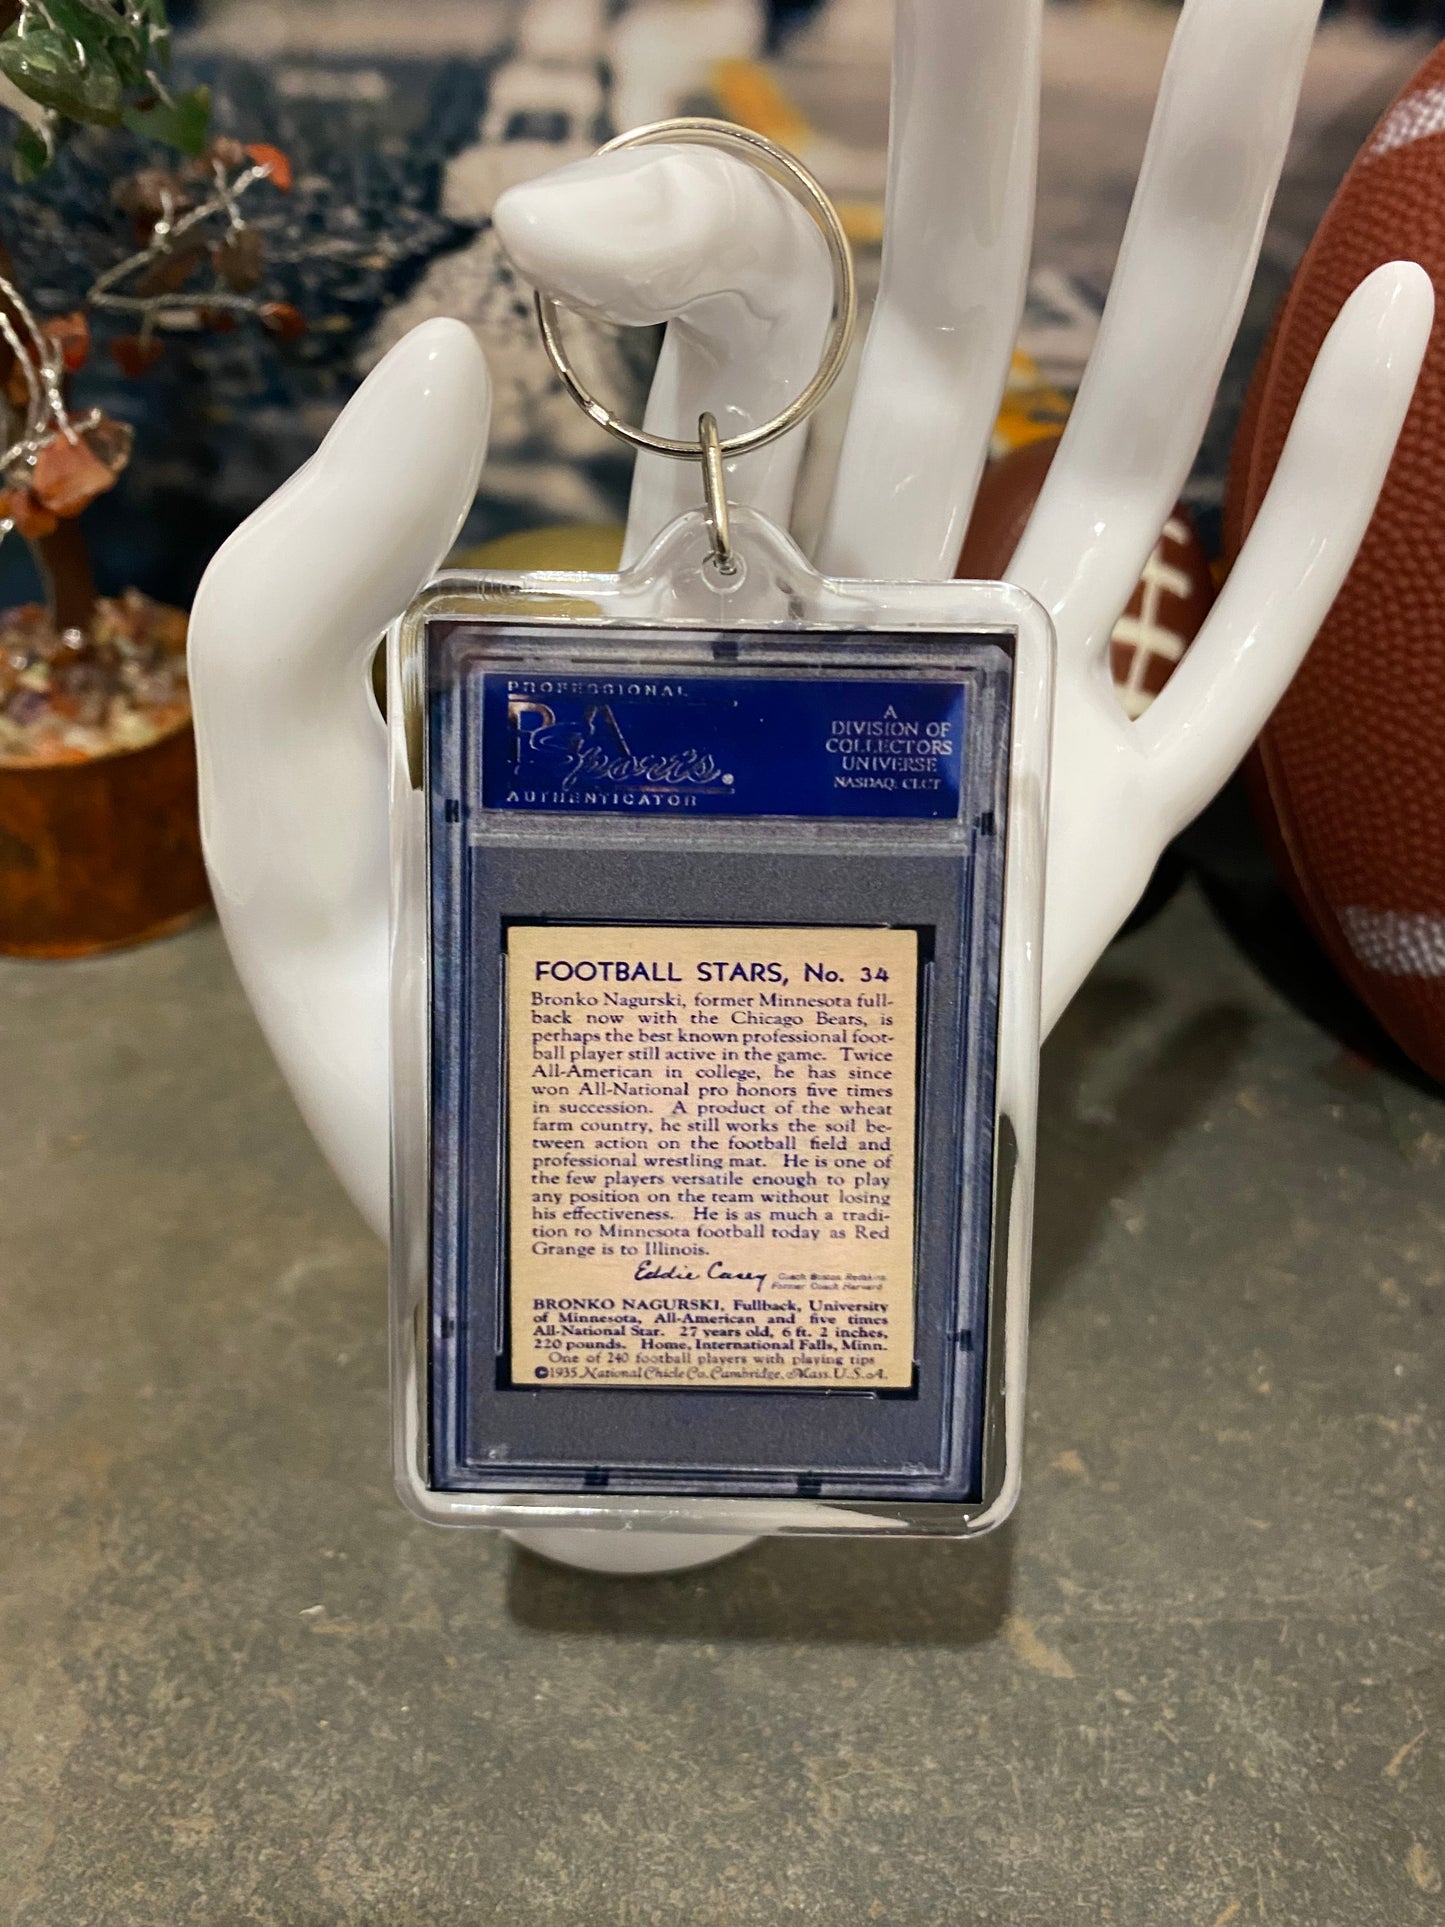 PROFESSIONAL
PSA
Sports.
AUTHENTICATOR
A
DIVISION OF
COLLECTORS
UNIVERSE
NASDAQ: CLCT
FOOTBALL STARS, No. 34
Bronko Nagurski, former Minnesota full-
back now with the Chicago Bears, is
perhaps the best known professional foot-
ball player still active in the game. Twice
All-American in college, he has since
won All-National pro honors five times
in succession. A product of the wheat
farm country, he still works the soil be-
tween action on the football field and
professional wrestling mat. He is one of
the few players versatile enough to play
any position on the team without losing
his effectiveness. He is as much a tradi-
tion to Minnesota football today as Red
Grange is to Illinois.
Eddie Casey Coach Boston Redskins
Former Coach Harvard
BRONKO NAGURSKI, Fullback, University
of Minnesota, All-American and five times
All-National Star. 27 years old, 6 ft. 2 inches,
220 pounds. Home, International Falls, Minn.
One of 240 football players with playing tips
©1935 National Chicle Co. Cambridge, Mass. U.S.A.